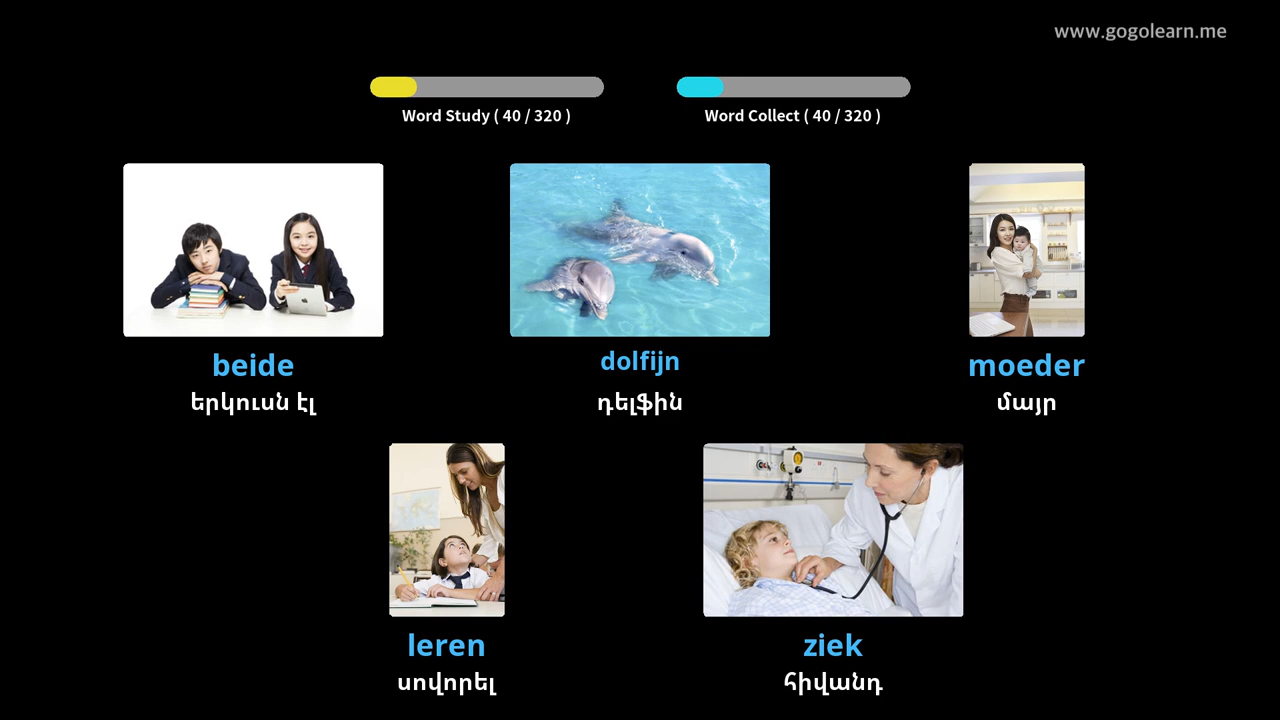 www.gogolearn.me
Word Study ( 40 / 320 )
Word Collect ( 40 / 320 )
beide
երկուսն էլ
dolfijn
դելֆին
moeder
մայր
leren
սովորել
ziek
հիվանդ